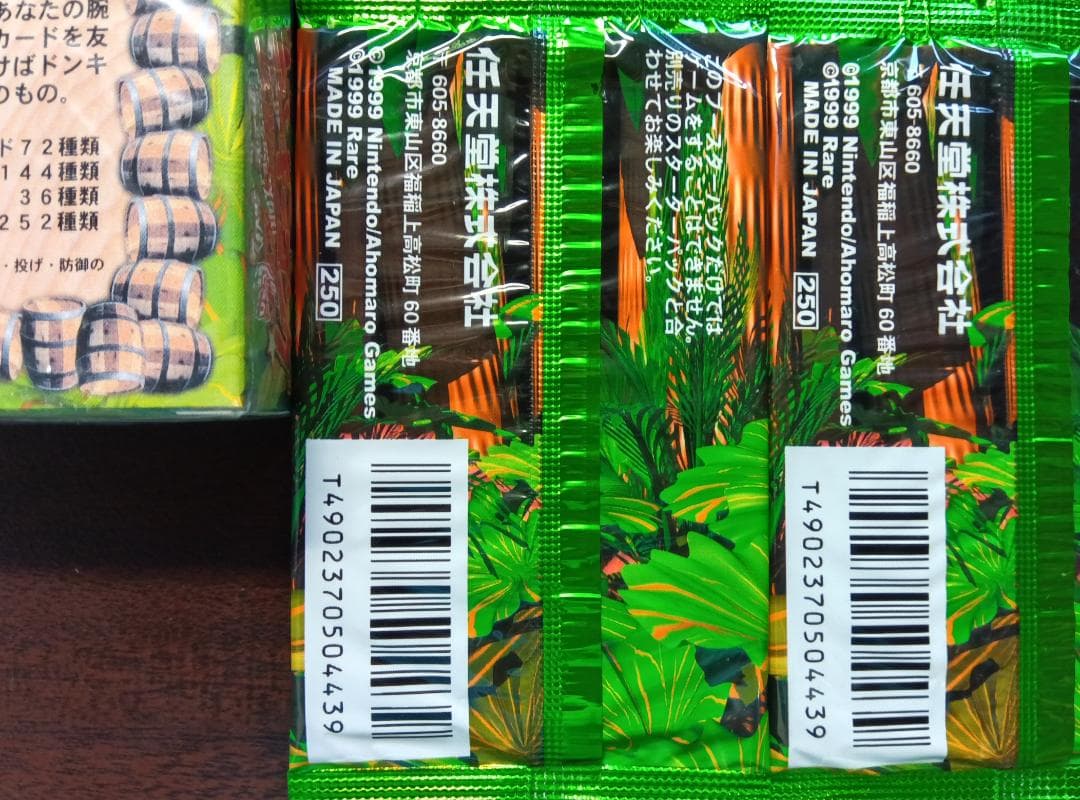 あなたの腕
カードを友
けばドンキ
のもの。
ド72種類
144種類
36種類
252種類
・投げ・防御の
任天堂株式会社
〒605-8660
京都市東山区福稲上高松町60番地
©1999 Nintendo/Ahomaro Games
©1999 Rare
MADE IN JAPAN 250
T4902370504439
このブースターパックだけでは
ゲームをすることはできません。
別売りのスターターパックと合
わせてお楽しみください。
任天堂株式会社
〒605-8660
京都市東山区福稲上高松町60番地
©1999 Nintendo/Ahomaro Games
©1999 Rare
MADE IN JAPAN 250
T4902370504439